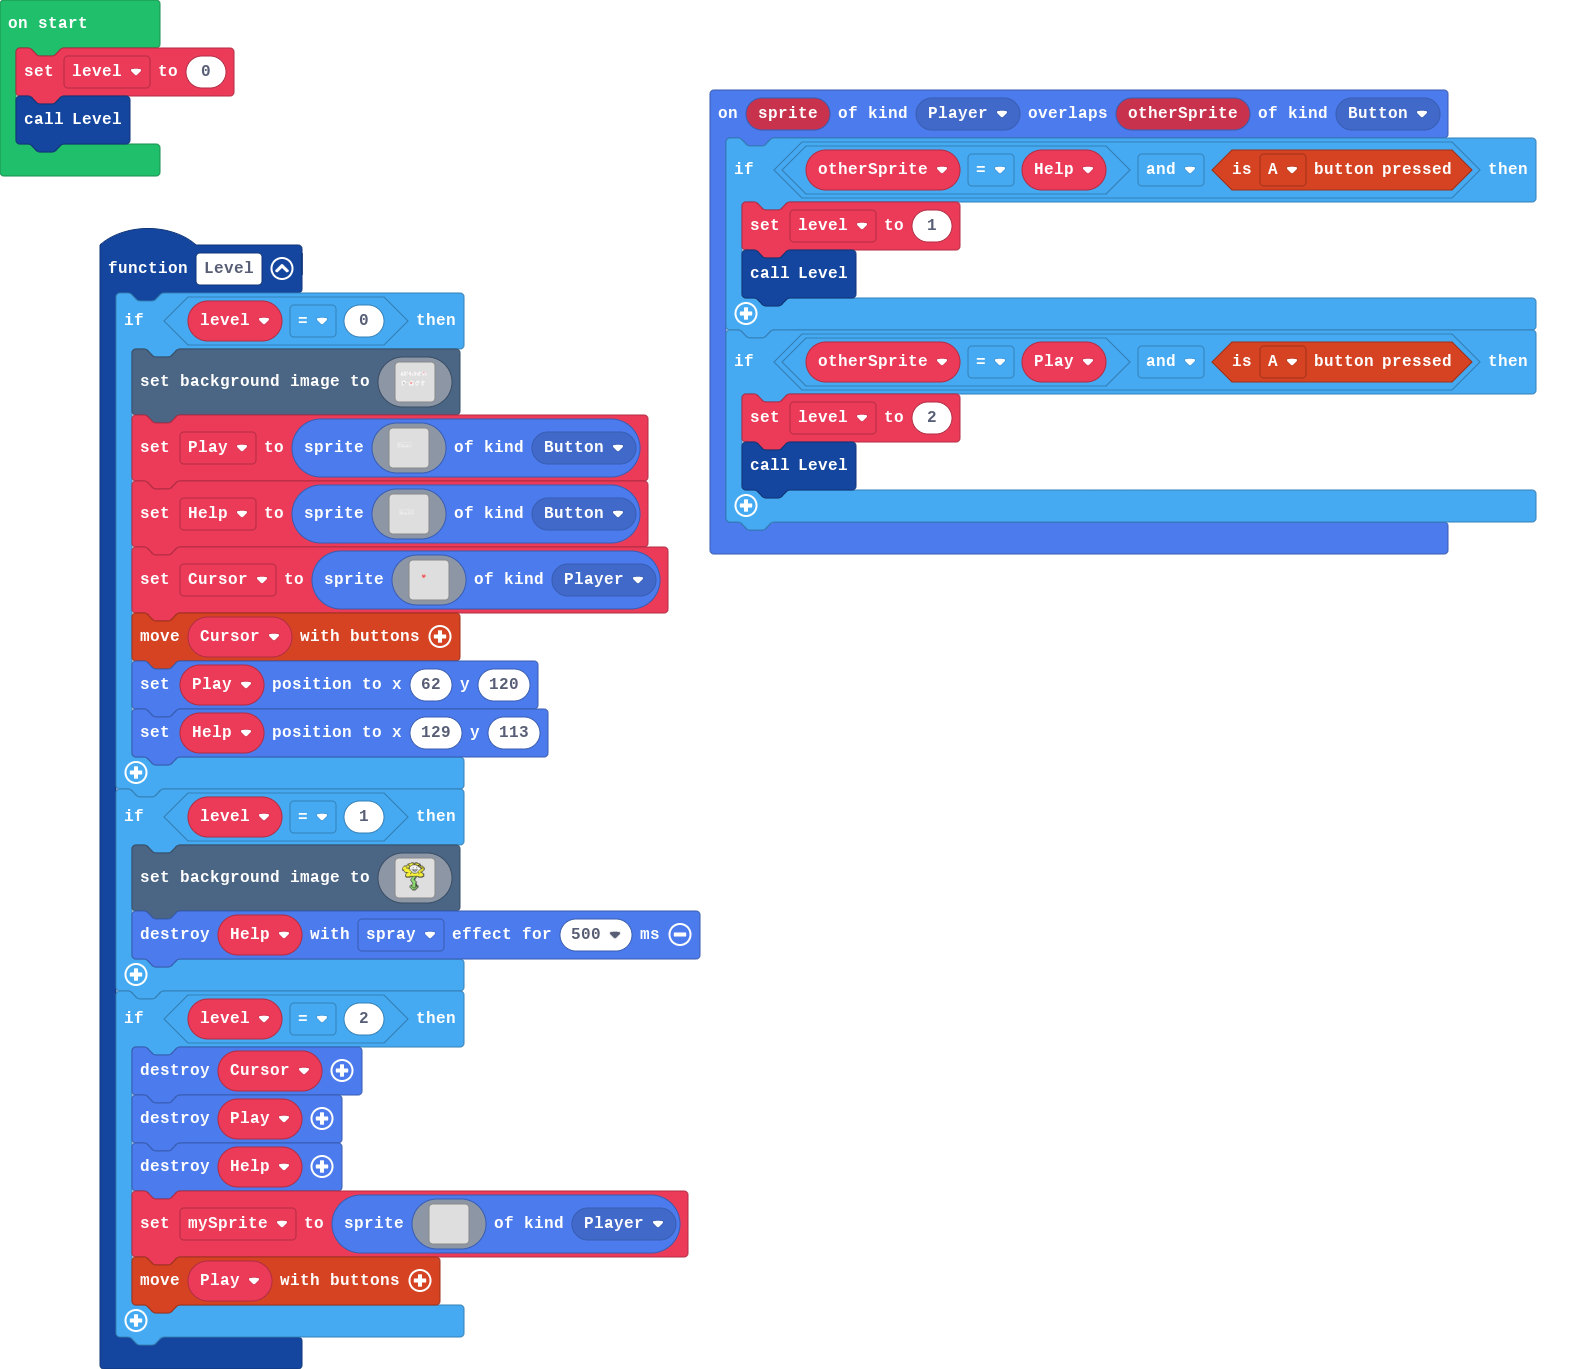 on start
set level to 0
call Level
function Level
if level = 0 then
set background image to
set Play to sprite of kind Button
set Help to sprite of kind Button
set Cursor to sprite of kind Player
move Cursor with buttons
set Play position to x 62 y 120
set Help position to x 129 y 113
if level = 1 then
set background image to
destroy Help with spray effect for 500 ms
if level = 2 then
destroy Cursor
destroy Play
destroy Help
set mySprite to sprite of kind Player
move Play with buttons
on sprite of kind Player overlaps otherSprite of kind Button
if otherSprite = Help and is A button pressed then
set level to 1
call Level
if otherSprite = Play and is A button pressed then
set level to 2
call Level